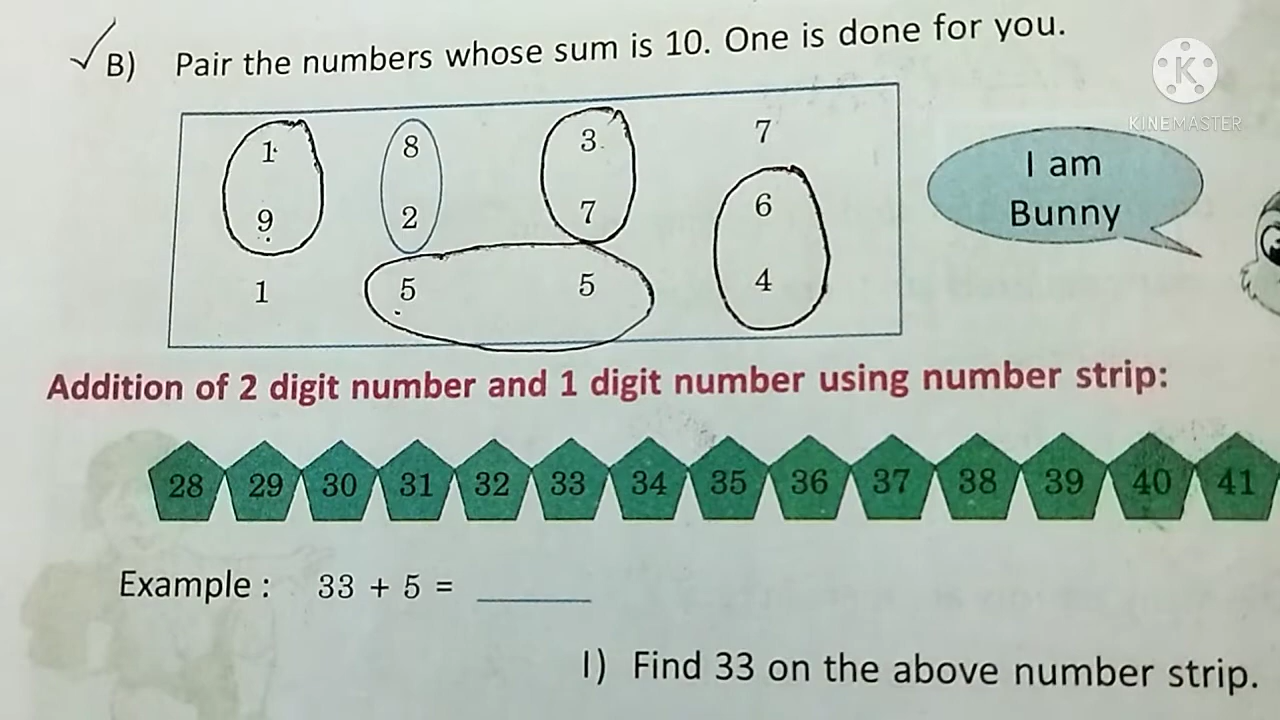 B) Pair the numbers whose sum is 10. One is done for you.
KINEMASTER
1 8 3 7
9 2 7 6
1 5 5 4
I am
Bunny
Addition of 2 digit number and 1 digit number using number strip:
28 29 30 31 32 33 34 35 36 37 38 39 40 41
Example : 33 + 5 = ______
I) Find 33 on the above number strip.